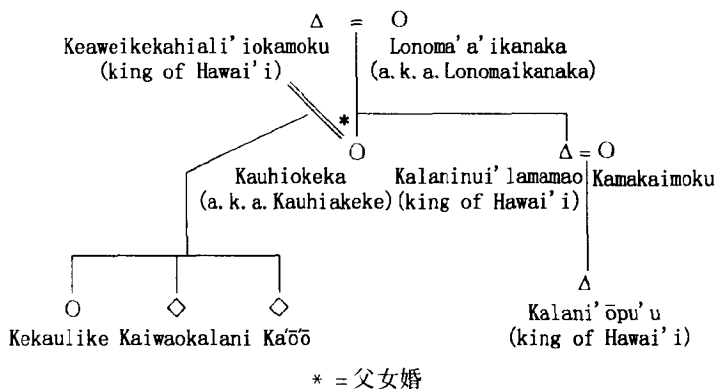 Δ = O
Keaweikekahiali'iokamoku Lonoma'a'ikanaka
(king of Hawai'i) (a.k.a.Lonomaikanaka)
*
O Δ = O
Kauhiokeka Kalaninui'lamamao Kamakaimoku
(a.k.a.Kauhiakeke) (king of Hawai'i)
O ◇ ◇ Δ
Kekaulike Kaiwaokalani Ka'ōō Kalani'ōpu'u
(king of Hawai'i)
* =父女婚